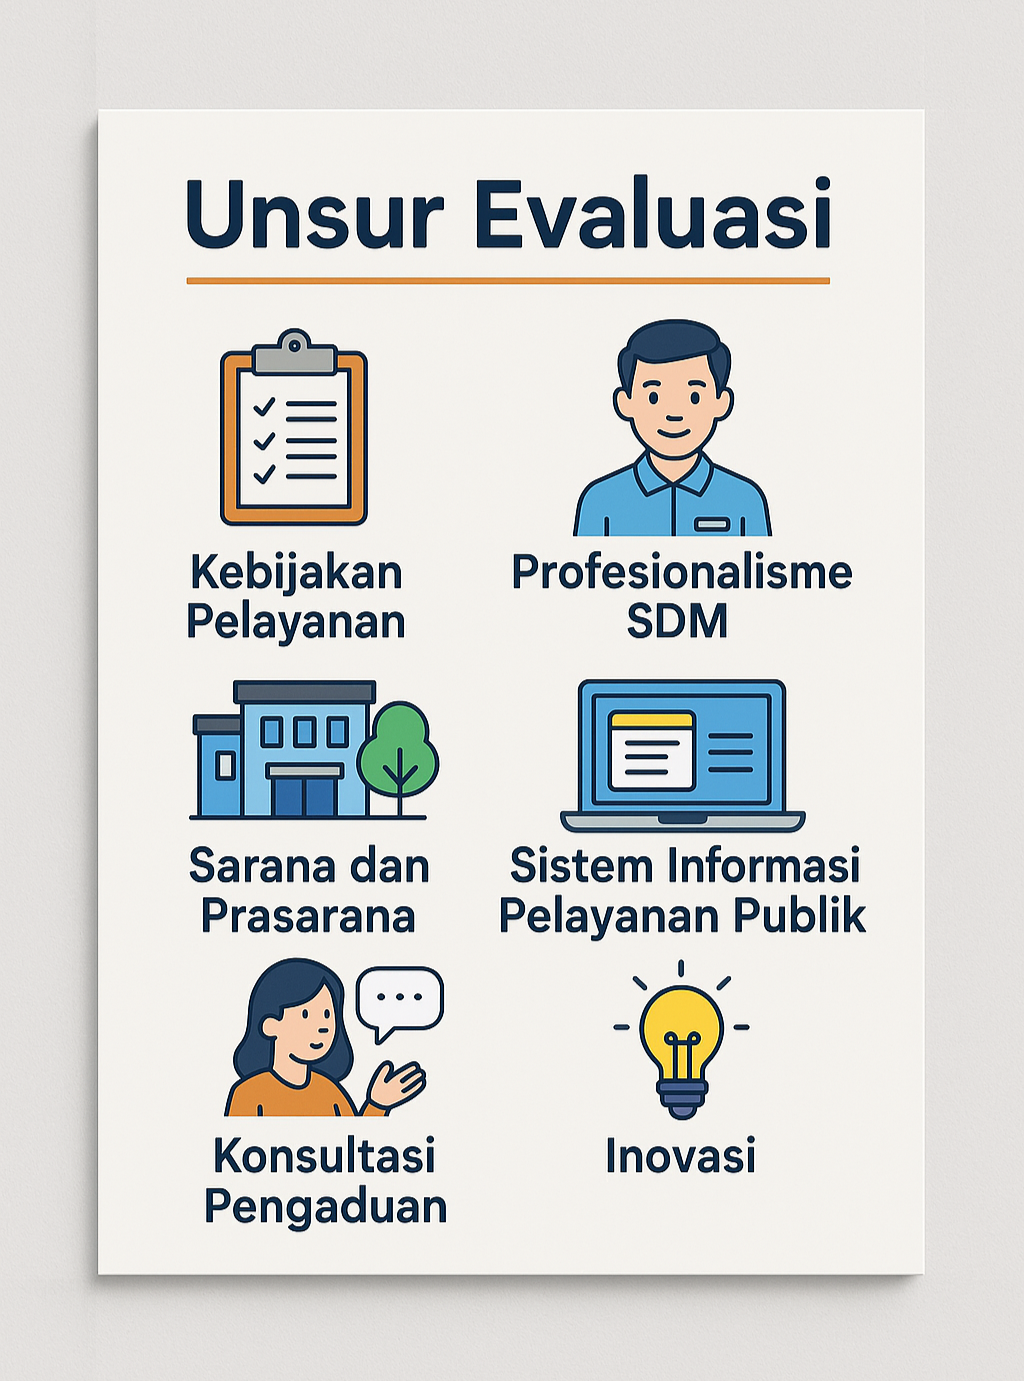 Unsur Evaluasi
Kebijakan
Pelayanan
Profesionalisme
SDM
Sarana dan
Prasarana
Sistem Informasi
Pelayanan Publik
Konsultasi
Pengaduan
Inovasi